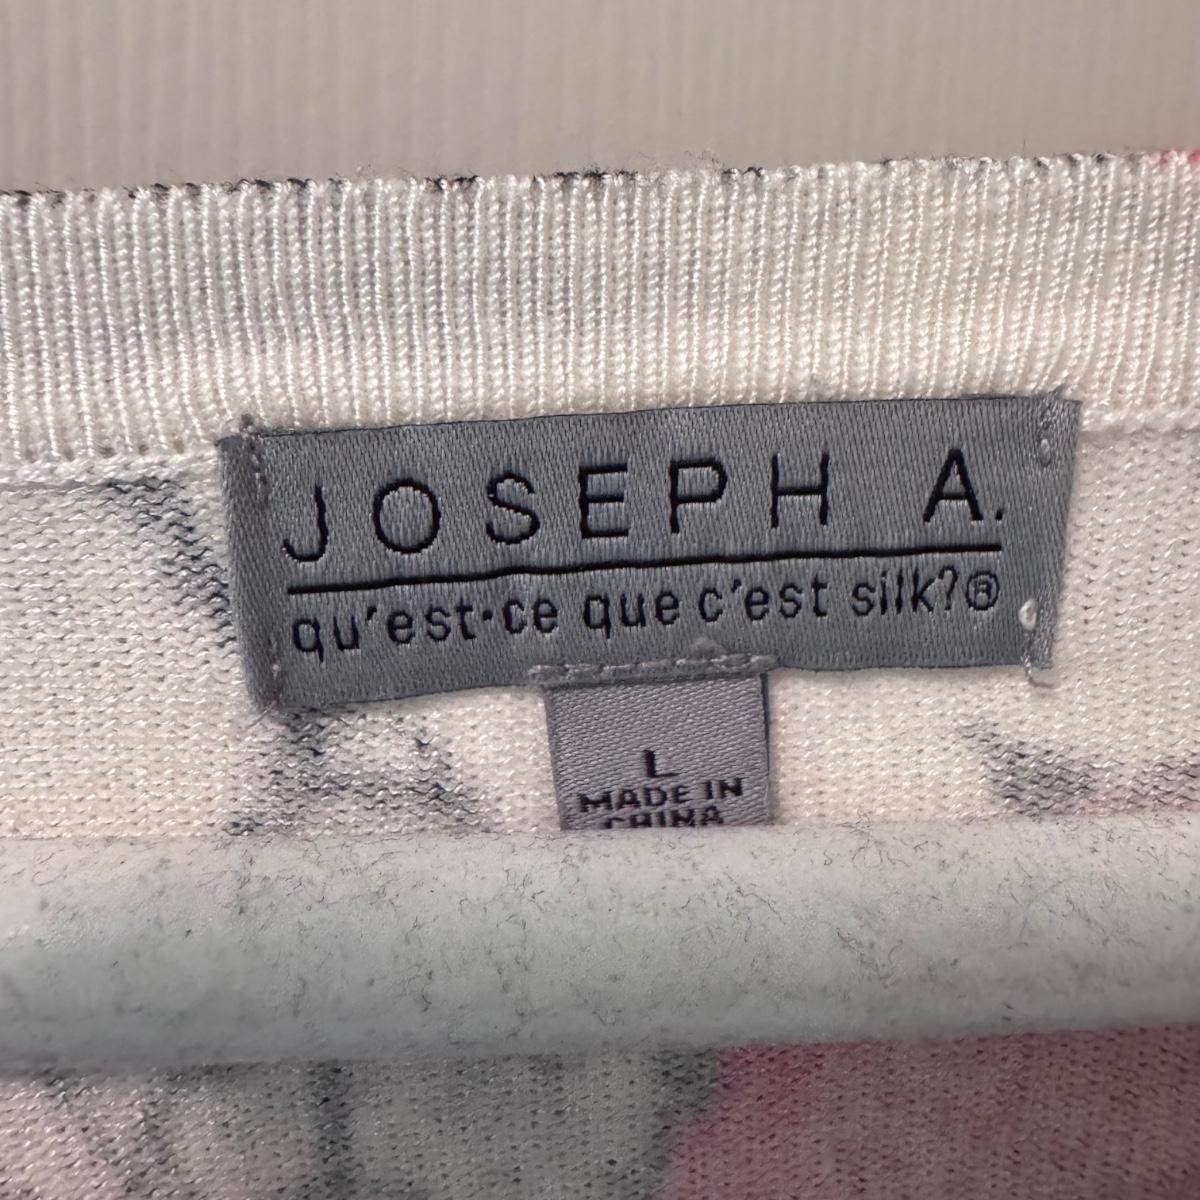 JOSEPH A.
qu'est·ce que c'est silk?®
L
MADE IN
CHINA